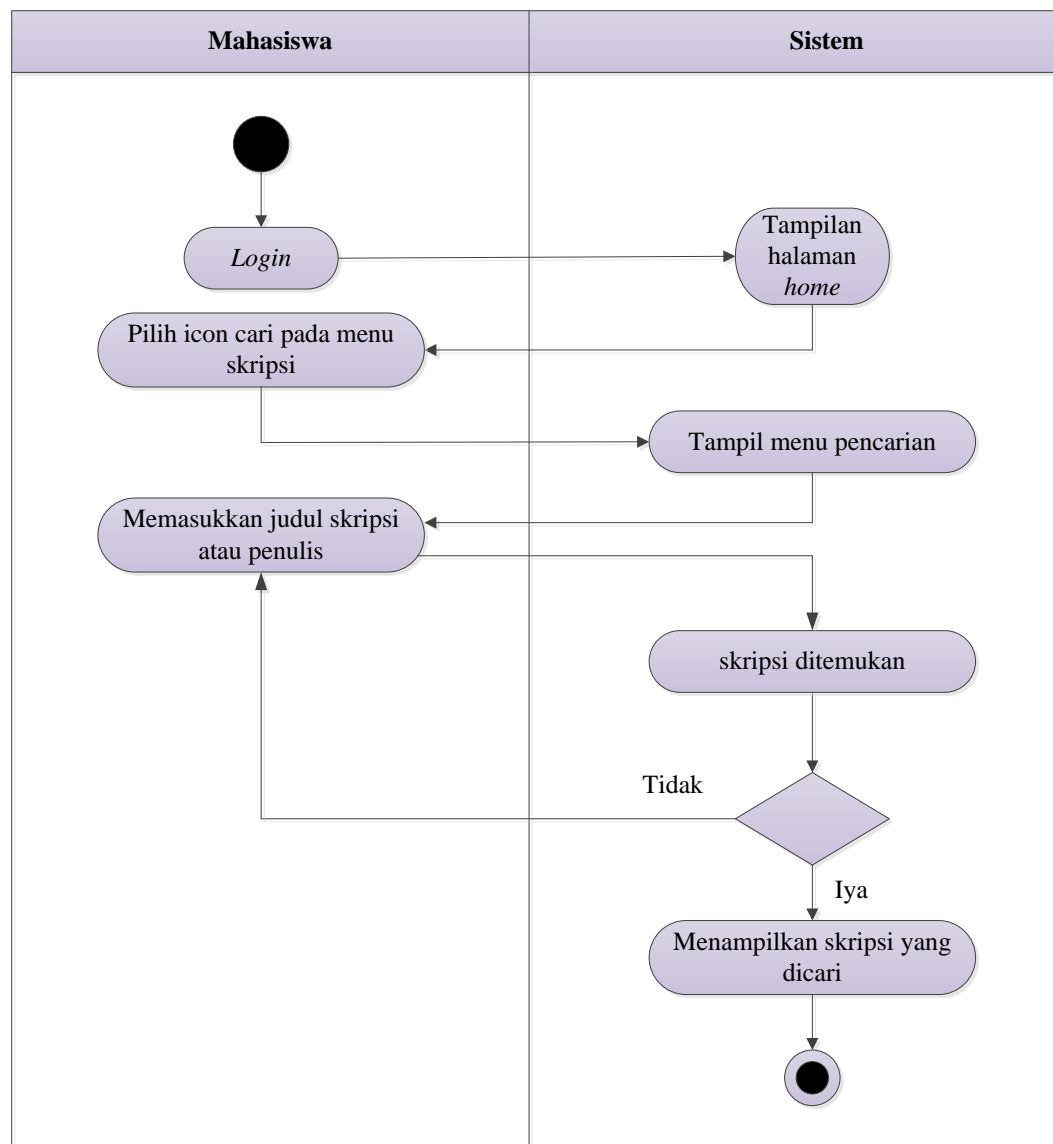 Mahasiswa
Sistem
Login
Tampilan
halaman
home
Pilih icon cari pada menu
skripsi
Tampil menu pencarian
Memasukkan judul skripsi
atau penulis
skripsi ditemukan
Tidak
Iya
Menampilkan skripsi yang
dicari